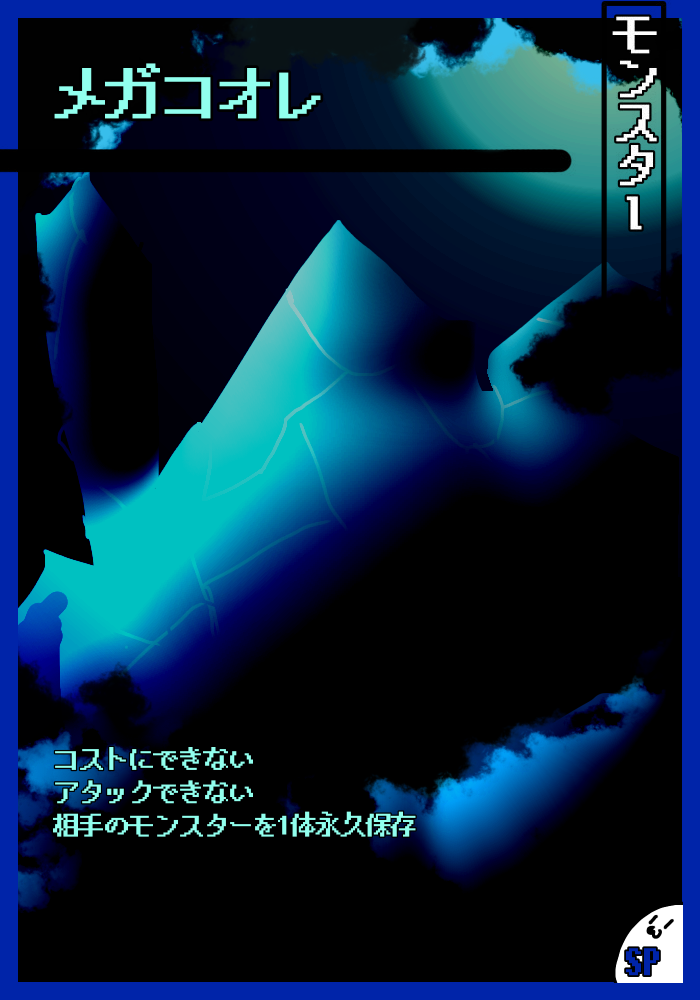 メガコオレ
モンスター
コストにできない
アタックできない
相手のモンスターを1体永久保存
SP